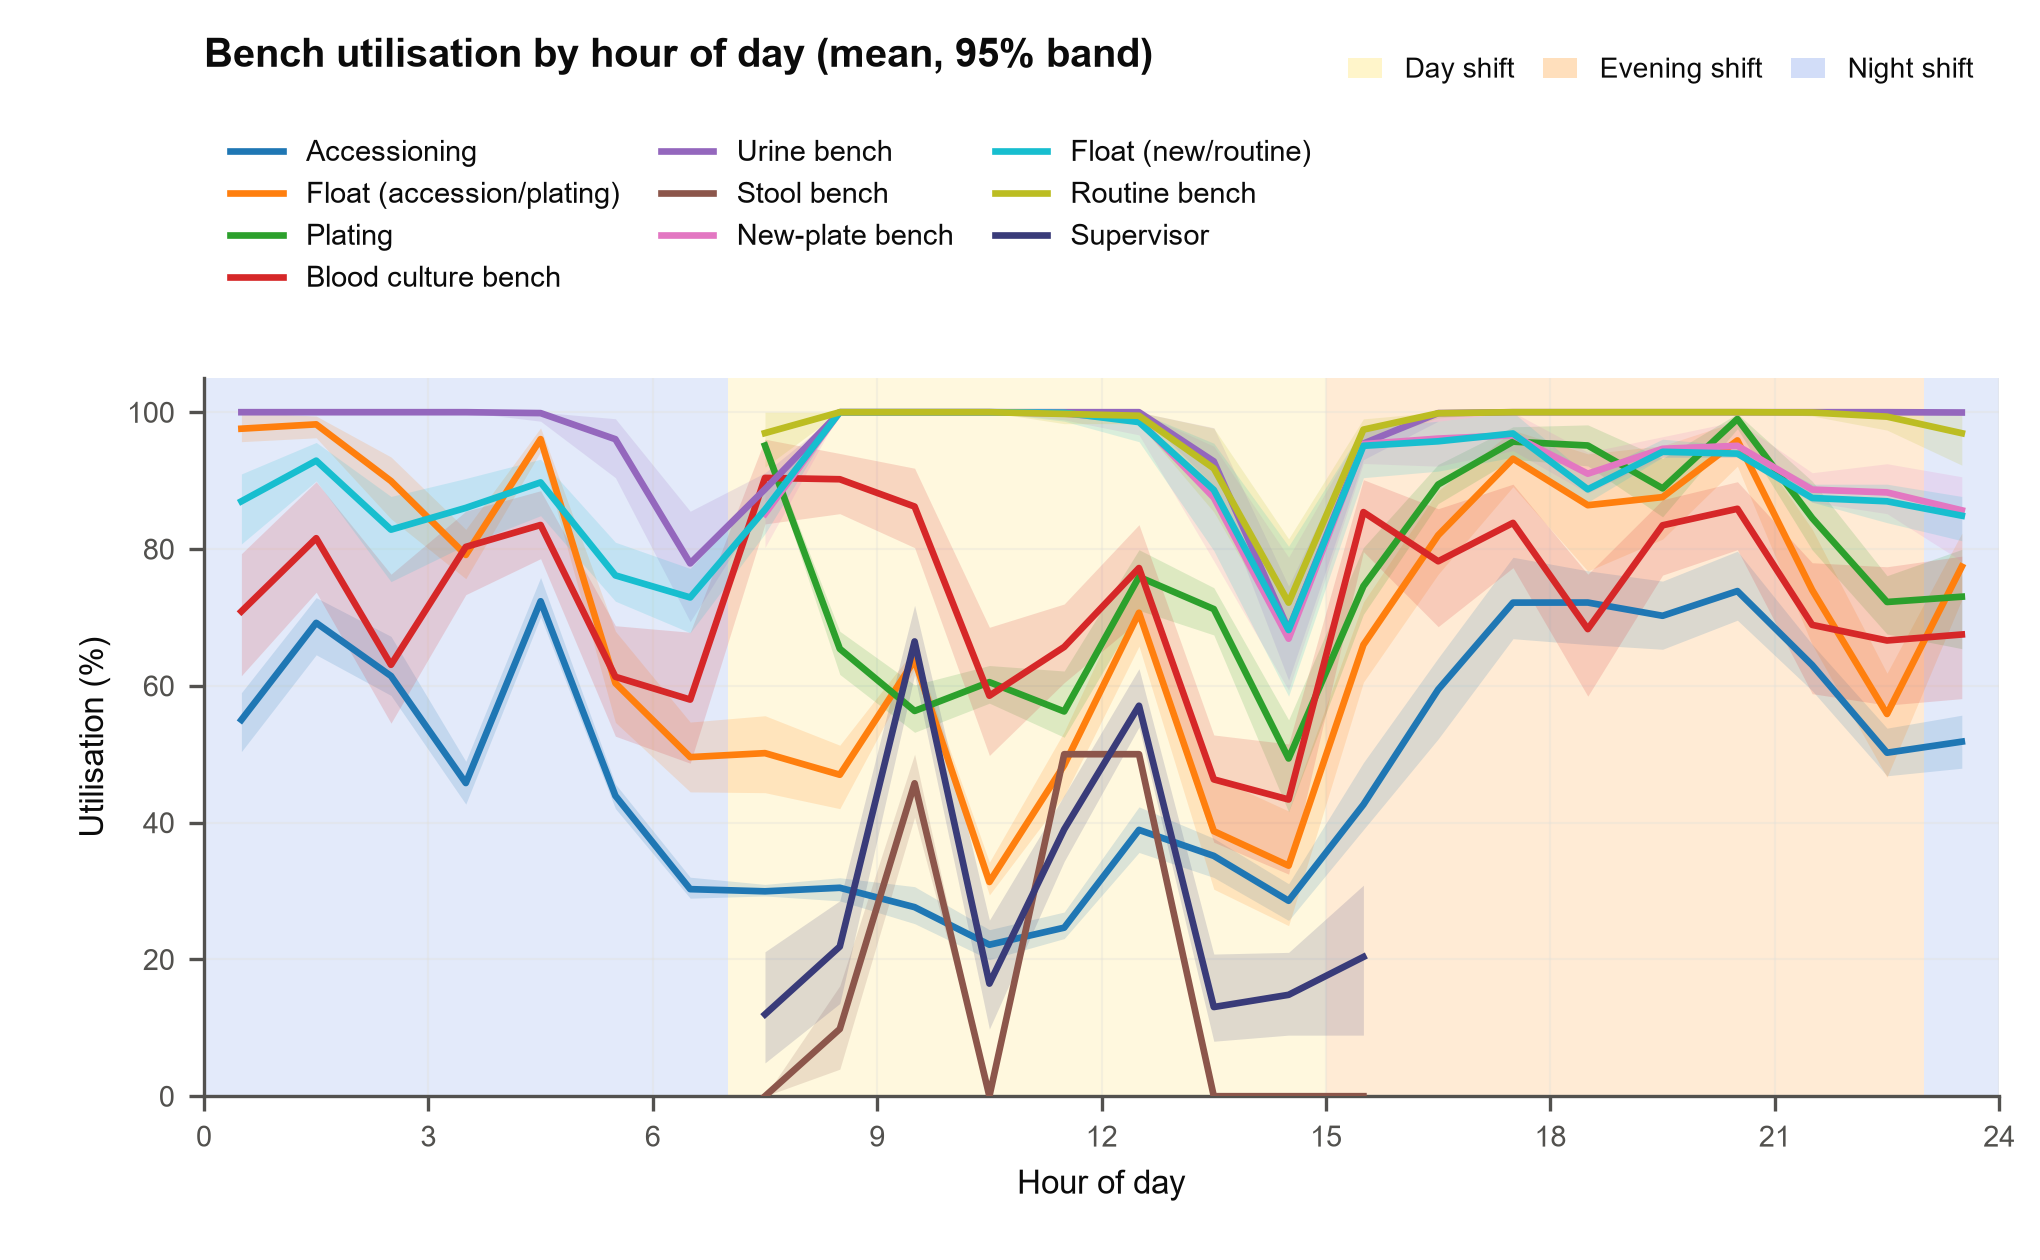 Bench utilisation by hour of day (mean, 95% band)
Day shift Evening shift Night shift
Accessioning Urine bench Float (new/routine)
Float (accession/plating) Stool bench Routine bench
Plating New-plate bench Supervisor
Blood culture bench
100
80
60
40
20
0
Utilisation (%)
0 3 6 9 12 15 18 21 24
Hour of day